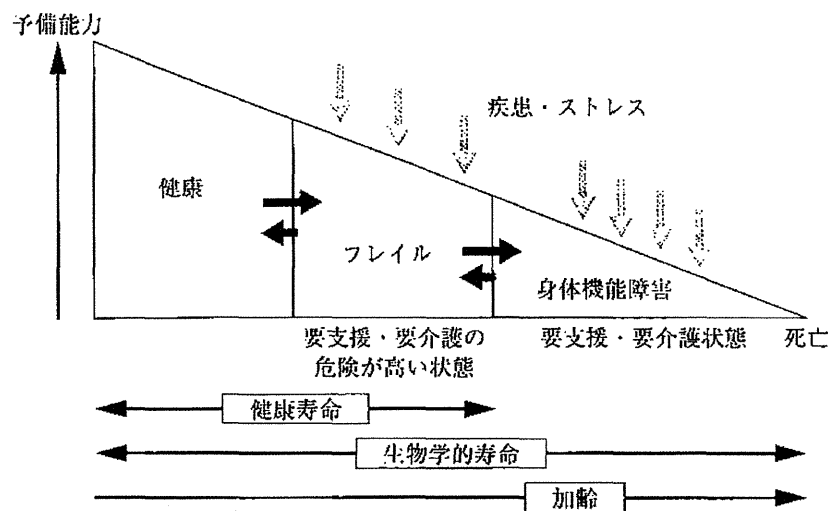 予備能力
疾患・ストレス
健康
フレイル
身体機能障害
要支援・要介護の
危険が高い状態
要支援・要介護状態
死亡
健康寿命
生物学的寿命
加齢